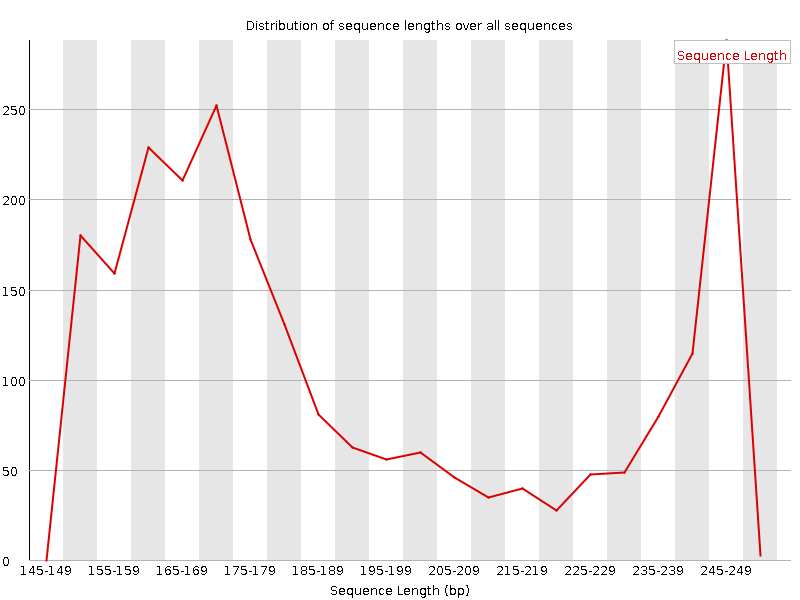 Distribution of sequence lengths over all sequences
Sequence Length
250
200
150
100
50
0
145-149 155-159 165-169 175-179 185-189 195-199 205-209 215-219 225-229 235-239 245-249
Sequence Length (bp)